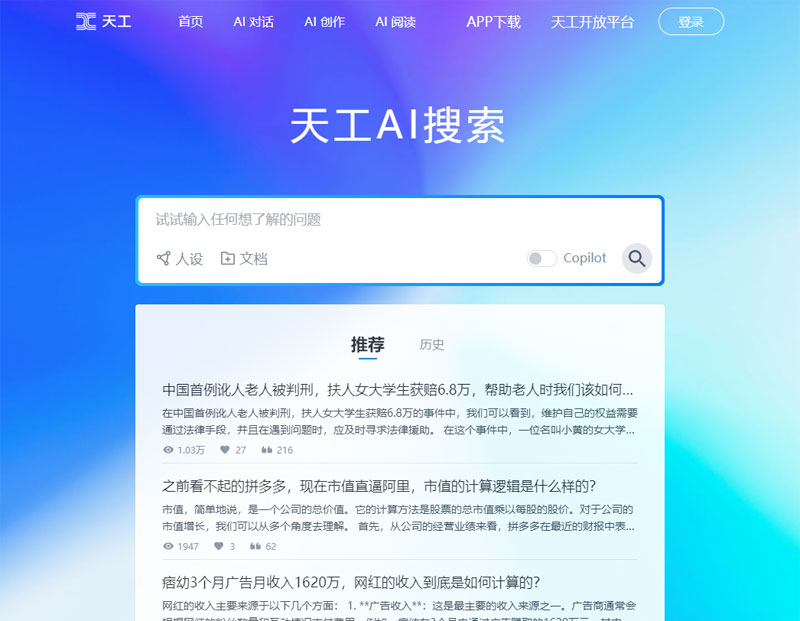 天工 首页 AI 对话 AI 创作 AI 阅读 APP下载 天工开放平台 登录
天工AI搜索
试试输入任何想了解的问题
人设 文档 Copilot
推荐 历史
中国首例讹人老人被判刑，扶人女大学生获赔6.8万，帮助老人时我们该如何...
在中国首例讹人老人被判刑，扶人女大学生获赔6.8万的事件中，我们可以看到，维护自己的权益需要
通过法律手段，并且在遇到问题时，应及时寻求法律援助。 在这个事件中，一位名叫小黄的女大学...
1.03万 27 216
之前看不起的拼多多，现在市值直逼阿里，市值的计算逻辑是什么样的？
市值，简单地说，是一个公司的总价值。它的计算方法是股票的总市值乘以每股的股价。对于公司的
市值增长，我们可以从多个角度去理解。 首先，从公司的经营业绩来看，拼多多在最近的财报中表...
1947 3 62
痞幼3个月广告月收入1620万，网红的收入到底是如何计算的？
网红的收入主要来源于以下几个方面： 1. **广告收入**：这是最主要的收入来源之一。广告商通常会